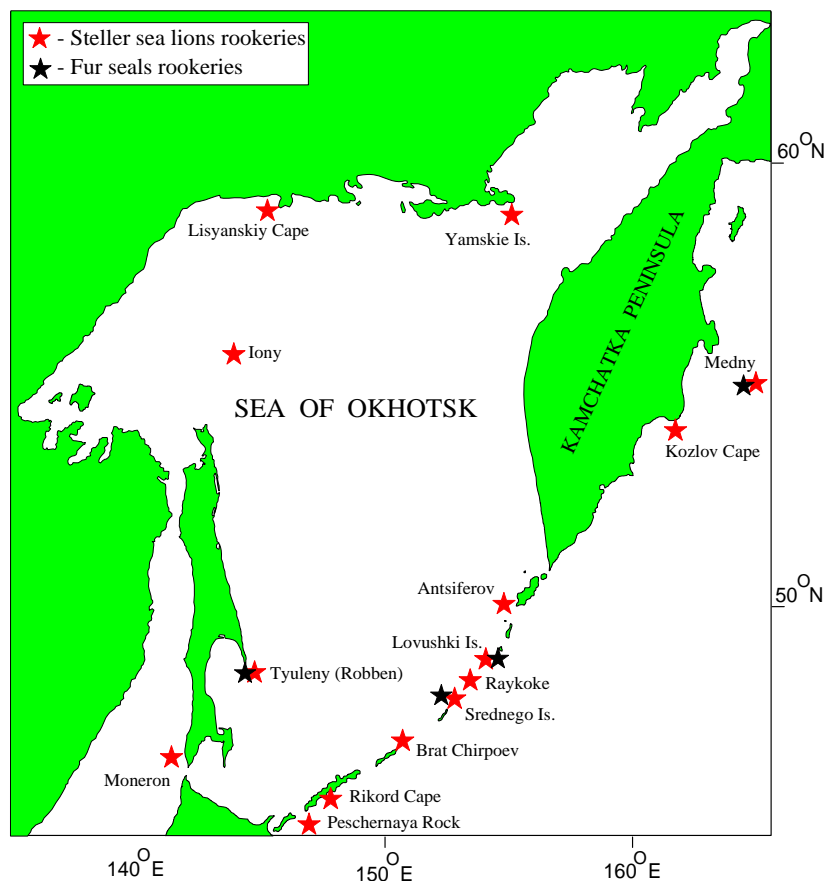 - Steller sea lions rookeries
- Fur seals rookeries
60°N
Lisyanskiy Cape
Yamskie Is.
KAMCHATKA PENINSULA
Iony
Medny
SEA OF OKHOTSK
Kozlov Cape
Antsiferov
50°N
Lovushki Is.
Tyuleny (Robben)
Raykoke
Srednego Is.
Brat Chirpoev
Moneron
Rikord Cape
Peschernaya Rock
140°E
150°E
160°E